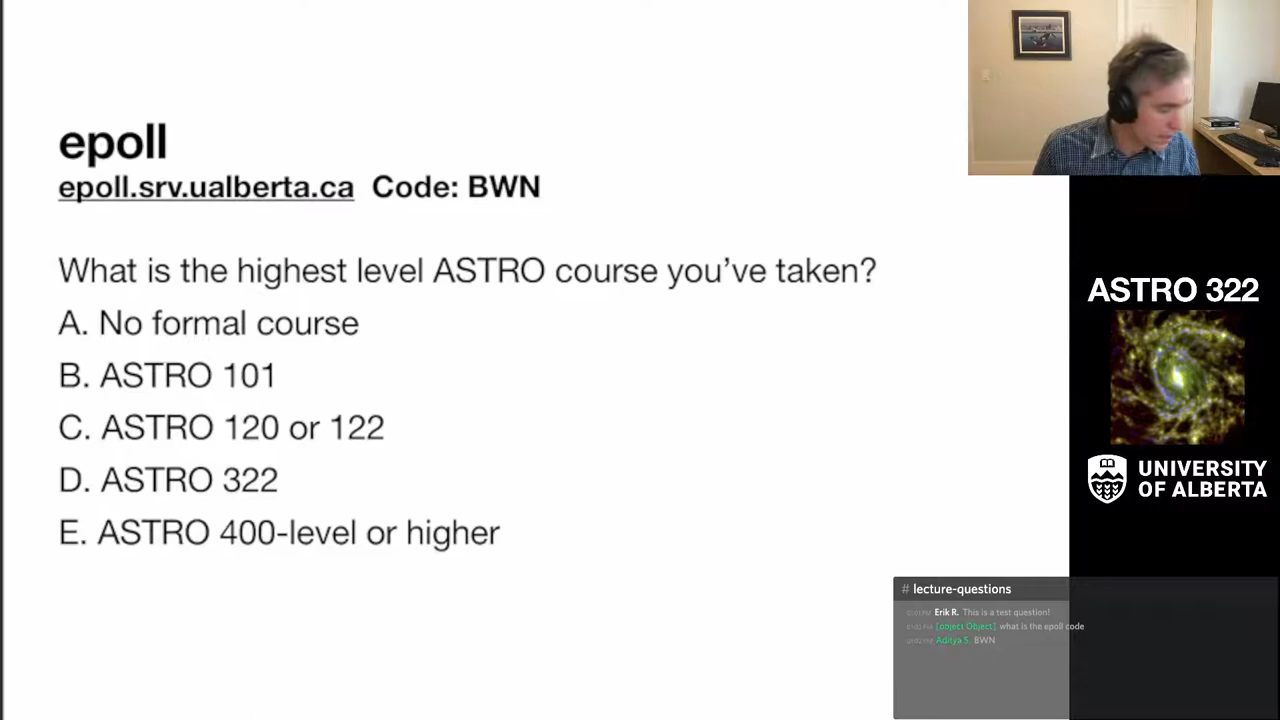 epoll
epoll.srv.ualberta.ca Code: BWN
What is the highest level ASTRO course you've taken?
A. No formal course
B. ASTRO 101
C. ASTRO 120 or 122
D. ASTRO 322
E. ASTRO 400-level or higher
ASTRO 322
UNIVERSITY
OF ALBERTA
# lecture-questions
Erik R. This is a test question!
[object Object] what is the epoll code
Aditya S. BWN